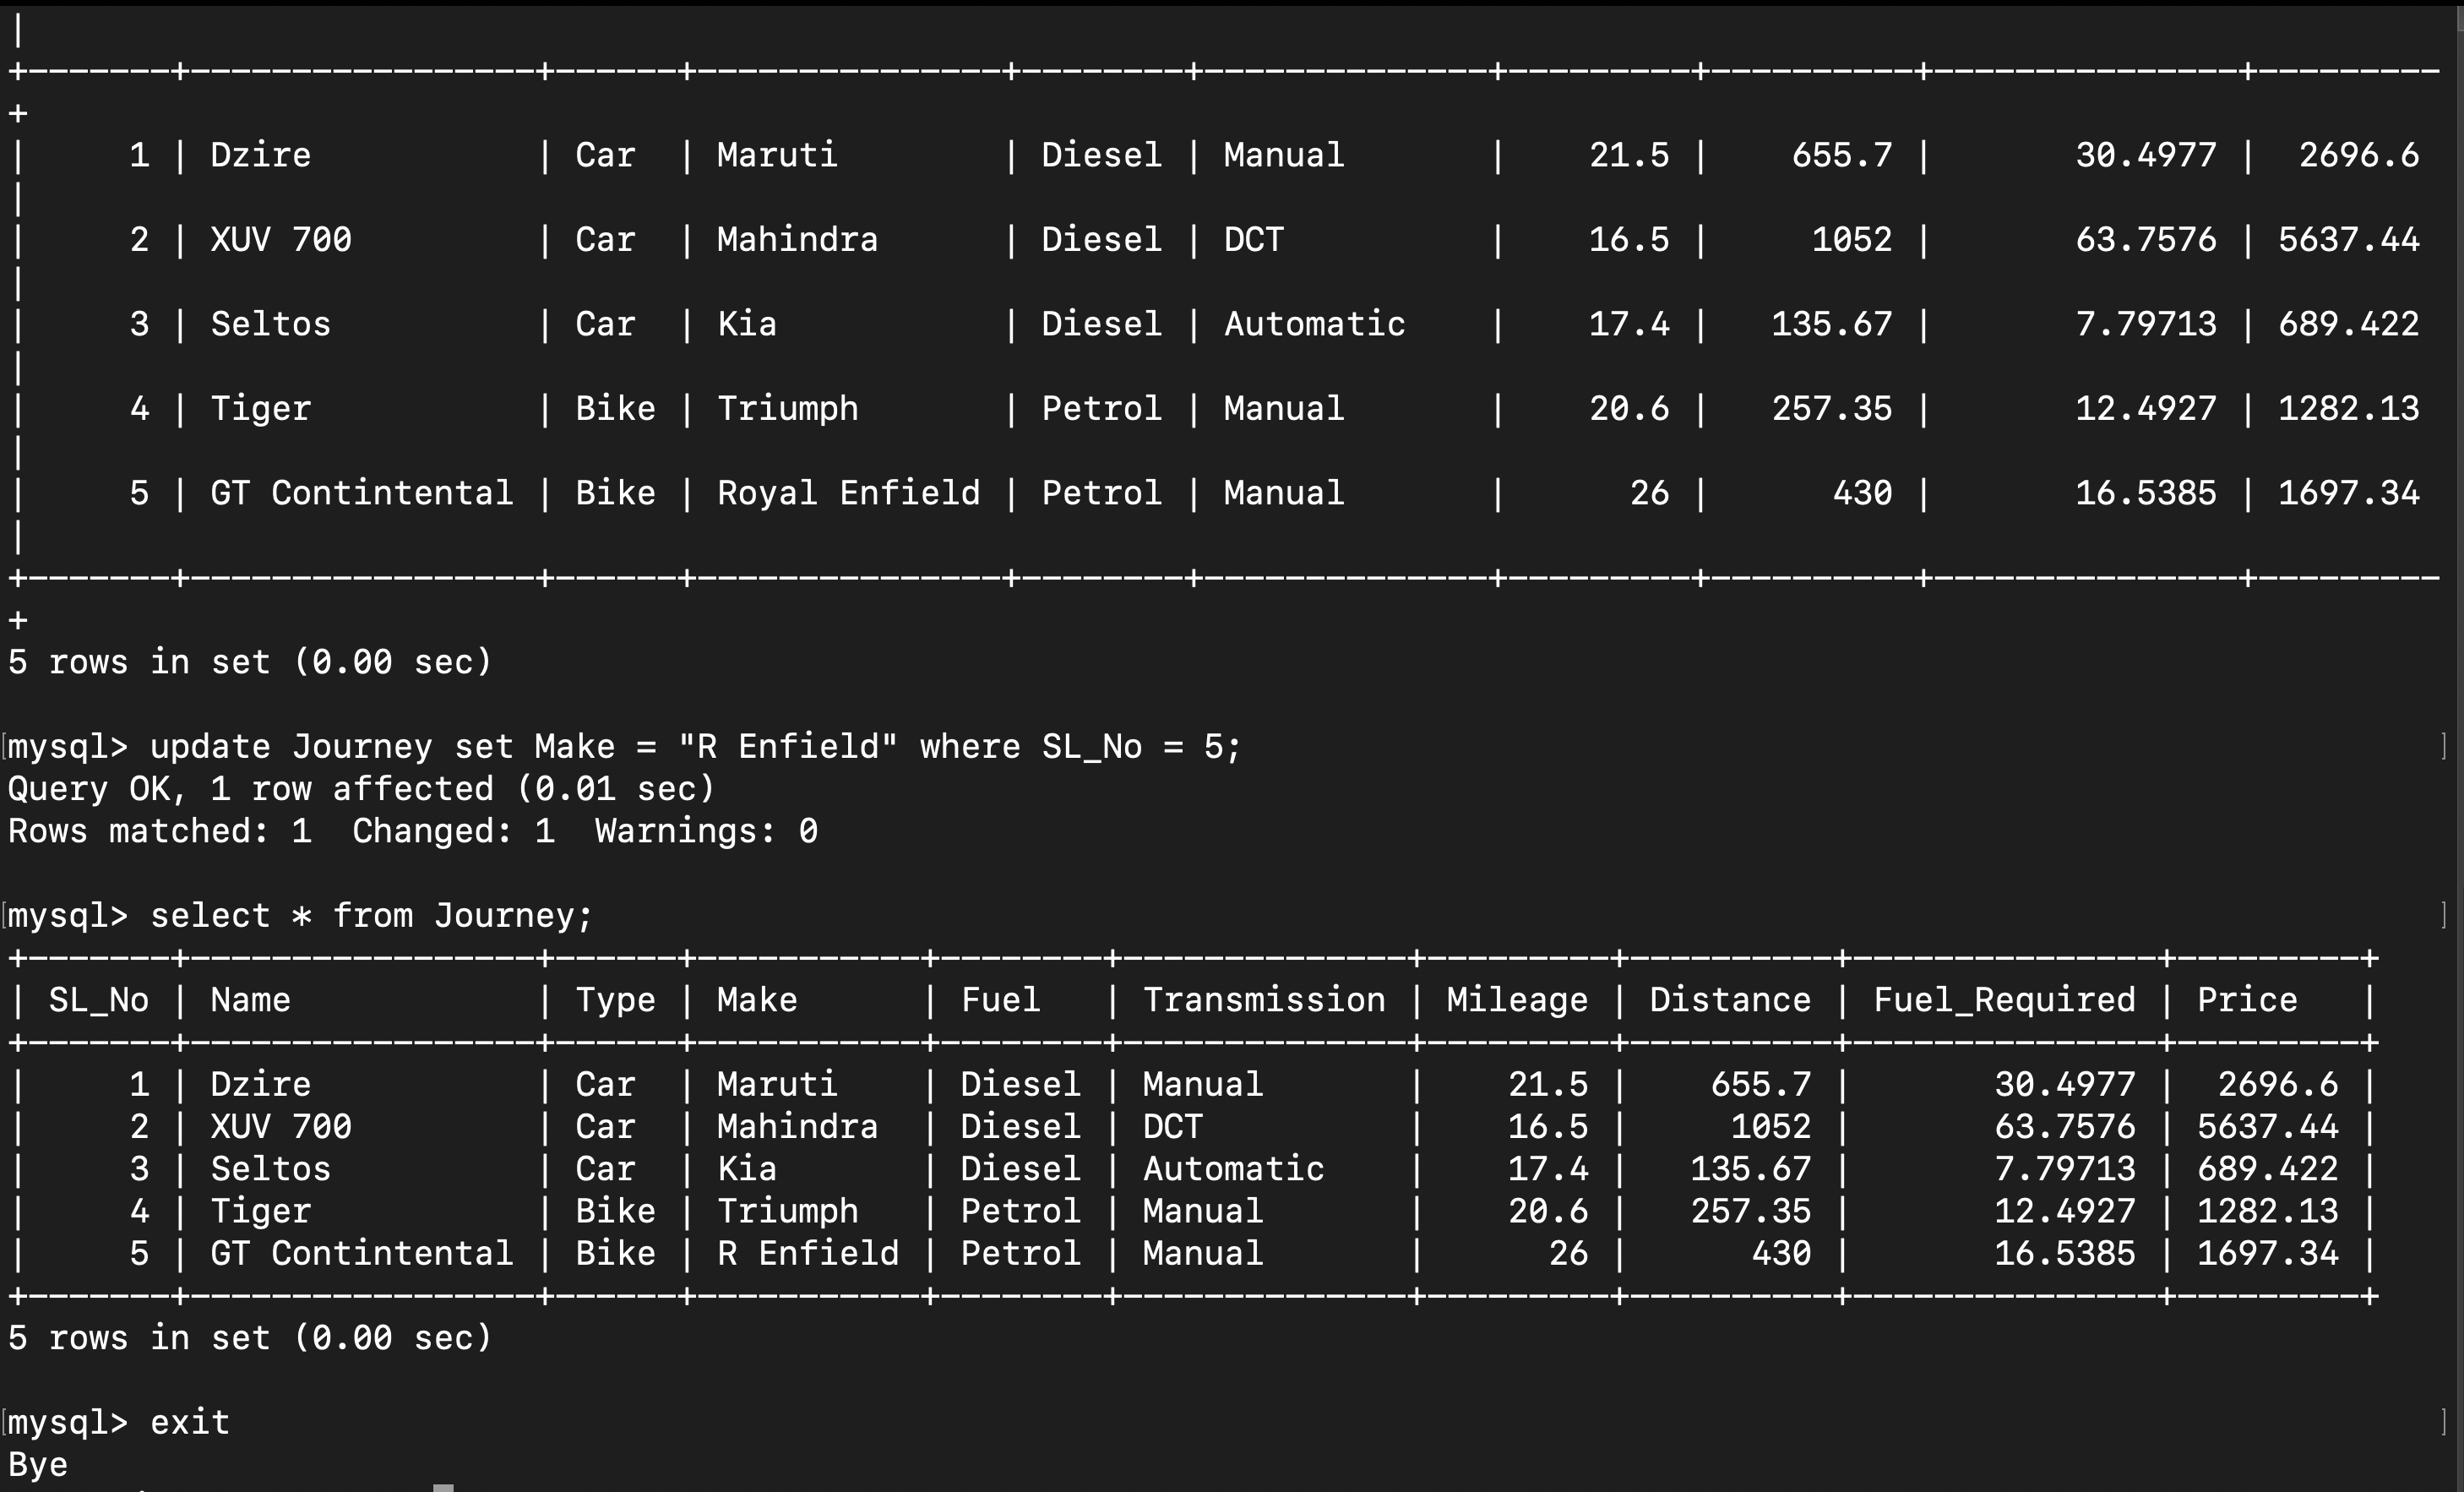 |
+-------+-----------------+------+---------------+--------+--------------+---------+----------+---------------+---------
+
|     1 | Dzire           | Car  | Maruti        | Diesel | Manual       |    21.5 |    655.7 |       30.4977 |  2696.6
|
|     2 | XUV 700         | Car  | Mahindra      | Diesel | DCT          |    16.5 |     1052 |       63.7576 | 5637.44
|
|     3 | Seltos          | Car  | Kia           | Diesel | Automatic    |    17.4 |   135.67 |       7.79713 | 689.422
|
|     4 | Tiger           | Bike | Triumph       | Petrol | Manual       |    20.6 |   257.35 |       12.4927 | 1282.13
|
|     5 | GT Contintental | Bike | Royal Enfield | Petrol | Manual       |      26 |      430 |       16.5385 | 1697.34
|
+-------+-----------------+------+---------------+--------+--------------+---------+----------+---------------+---------
+
5 rows in set (0.00 sec)
[mysql> update Journey set Make = "R Enfield" where SL_No = 5; ]
Query OK, 1 row affected (0.01 sec)
Rows matched: 1  Changed: 1  Warnings: 0
[mysql> select * from Journey; ]
+-------+-----------------+------+-----------+--------+--------------+---------+----------+---------------+---------+
| SL_No | Name            | Type | Make      | Fuel   | Transmission | Mileage | Distance | Fuel_Required | Price   |
+-------+-----------------+------+-----------+--------+--------------+---------+----------+---------------+---------+
|     1 | Dzire           | Car  | Maruti    | Diesel | Manual       |    21.5 |    655.7 |       30.4977 |  2696.6 |
|     2 | XUV 700         | Car  | Mahindra  | Diesel | DCT          |    16.5 |     1052 |       63.7576 | 5637.44 |
|     3 | Seltos          | Car  | Kia       | Diesel | Automatic    |    17.4 |   135.67 |       7.79713 | 689.422 |
|     4 | Tiger           | Bike | Triumph   | Petrol | Manual       |    20.6 |   257.35 |       12.4927 | 1282.13 |
|     5 | GT Contintental | Bike | R Enfield | Petrol | Manual       |      26 |      430 |       16.5385 | 1697.34 |
+-------+-----------------+------+-----------+--------+--------------+---------+----------+---------------+---------+
5 rows in set (0.00 sec)
[mysql> exit ]
Bye